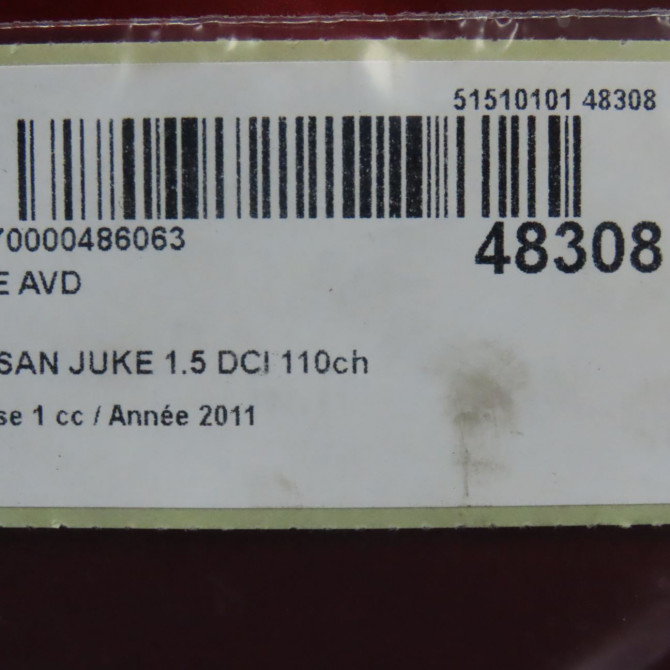 51510101 48308
70000486063
48308
E AVD
SAN JUKE 1.5 DCI 110ch
se 1 cc / Année 2011